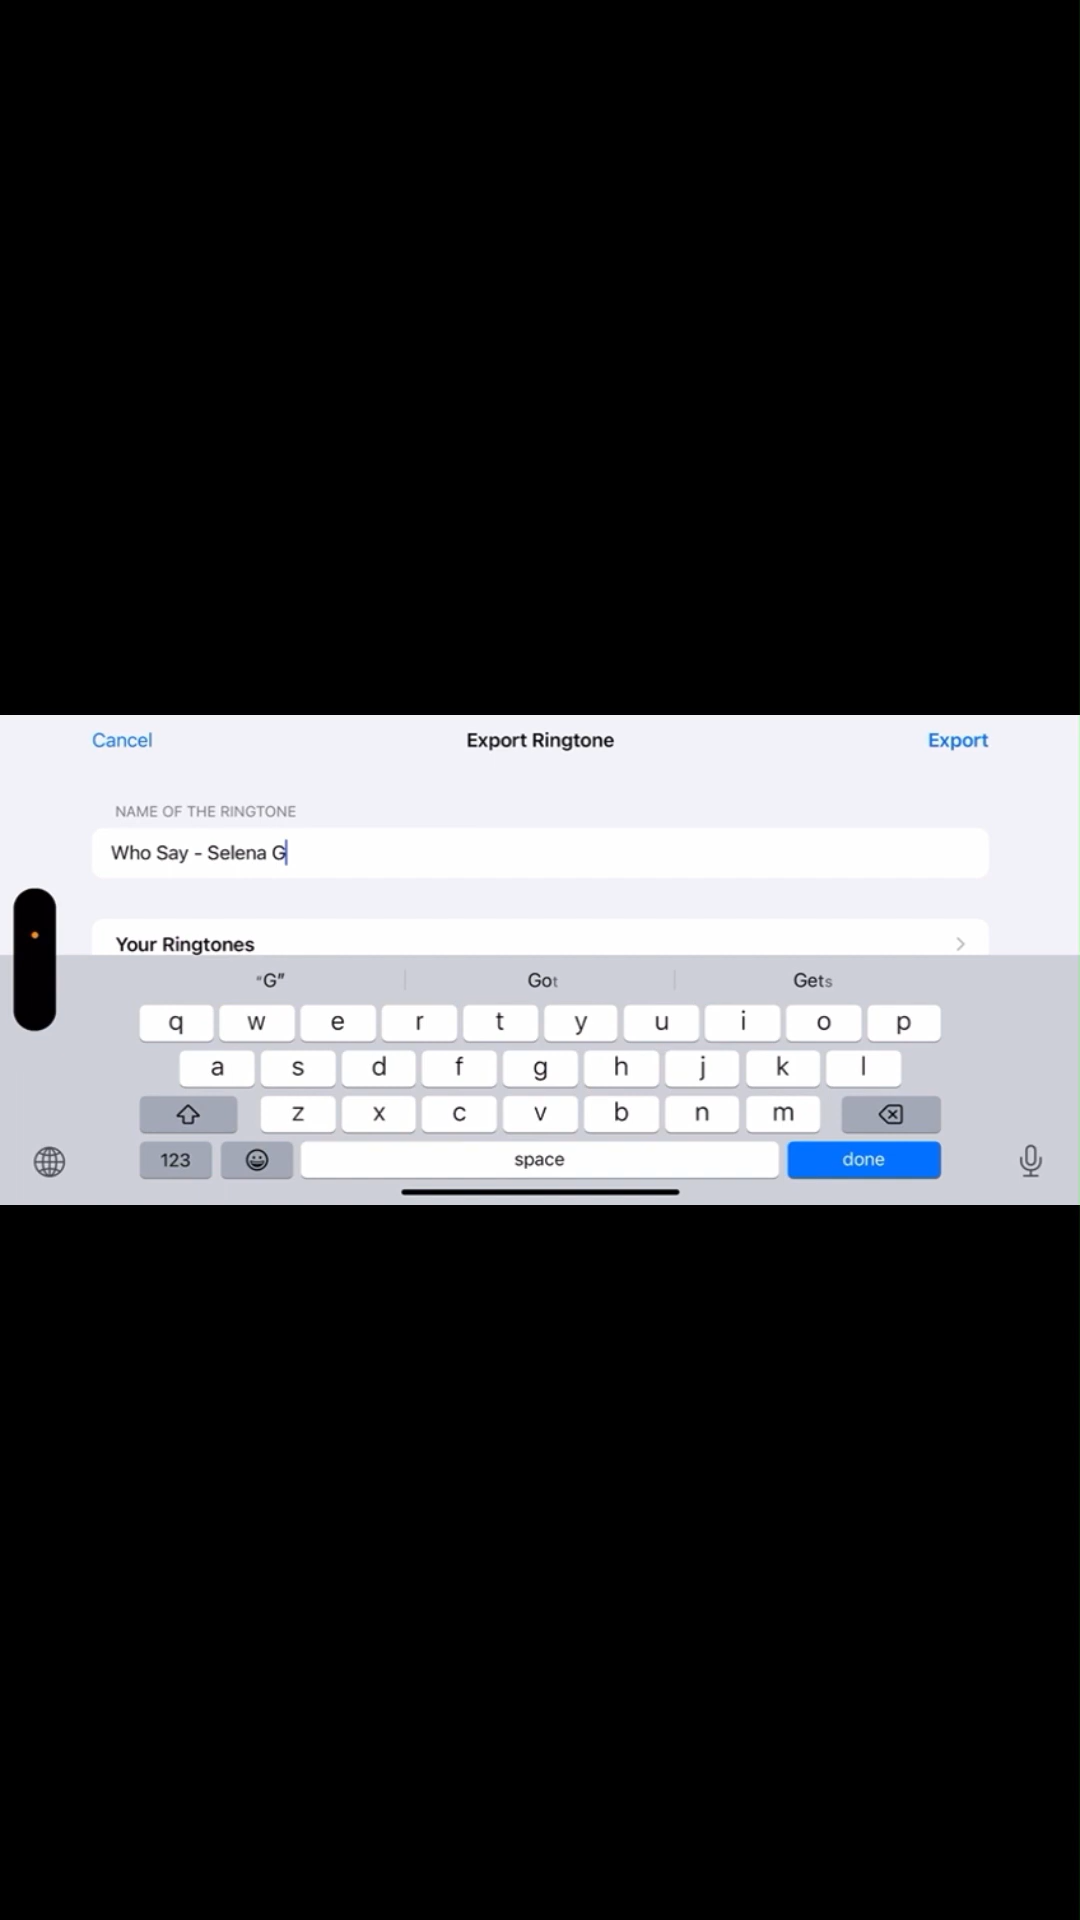 Cancel Export Ringtone Export
NAME OF THE RINGTONE
Who Say - Selena G
Your Ringtones
“G” Got Gets
q w e r t y u i o p
a s d f g h j k l
z x c v b n m
123 space done